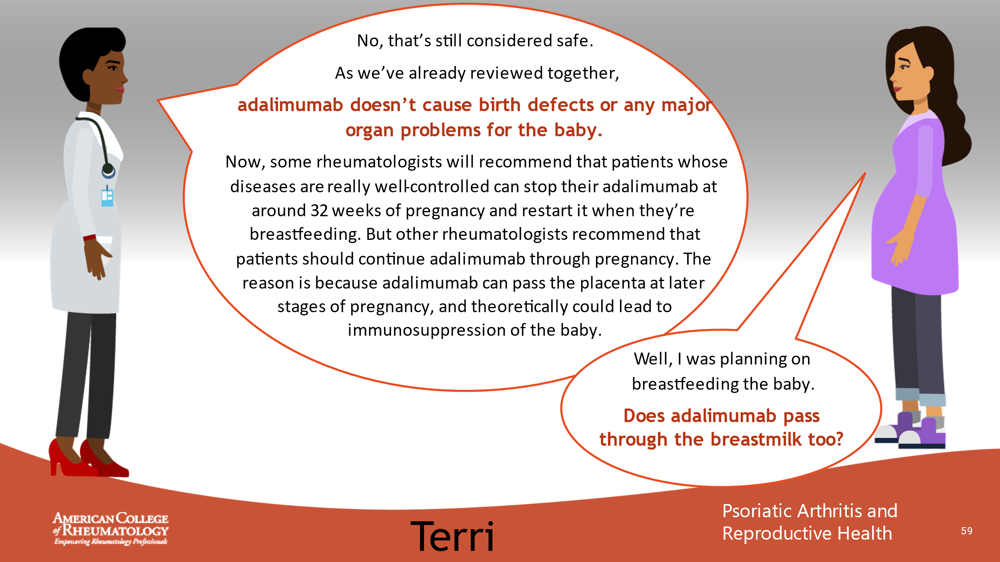 No, that's still considered safe.
As we've already reviewed together,
adalimumab doesn't cause birth defects or any major
organ problems for the baby.
Now, some rheumatologists will recommend that patients whose
diseases are really well-controlled can stop their adalimumab at
around 32 weeks of pregnancy and restart it when they're
breastfeeding. But other rheumatologists recommend that
patients should continue adalimumab through pregnancy. The
reason is because adalimumab can pass the placenta at later
stages of pregnancy, and theoretically could lead to
immunosuppression of the baby.
Well, I was planning on
breastfeeding the baby.
Does adalimumab pass
through the breastmilk too?
AMERICAN COLLEGE
of RHEUMATOLOGY
Empowering Rheumatology Professionals
Terri
Psoriatic Arthritis and
Reproductive Health
59